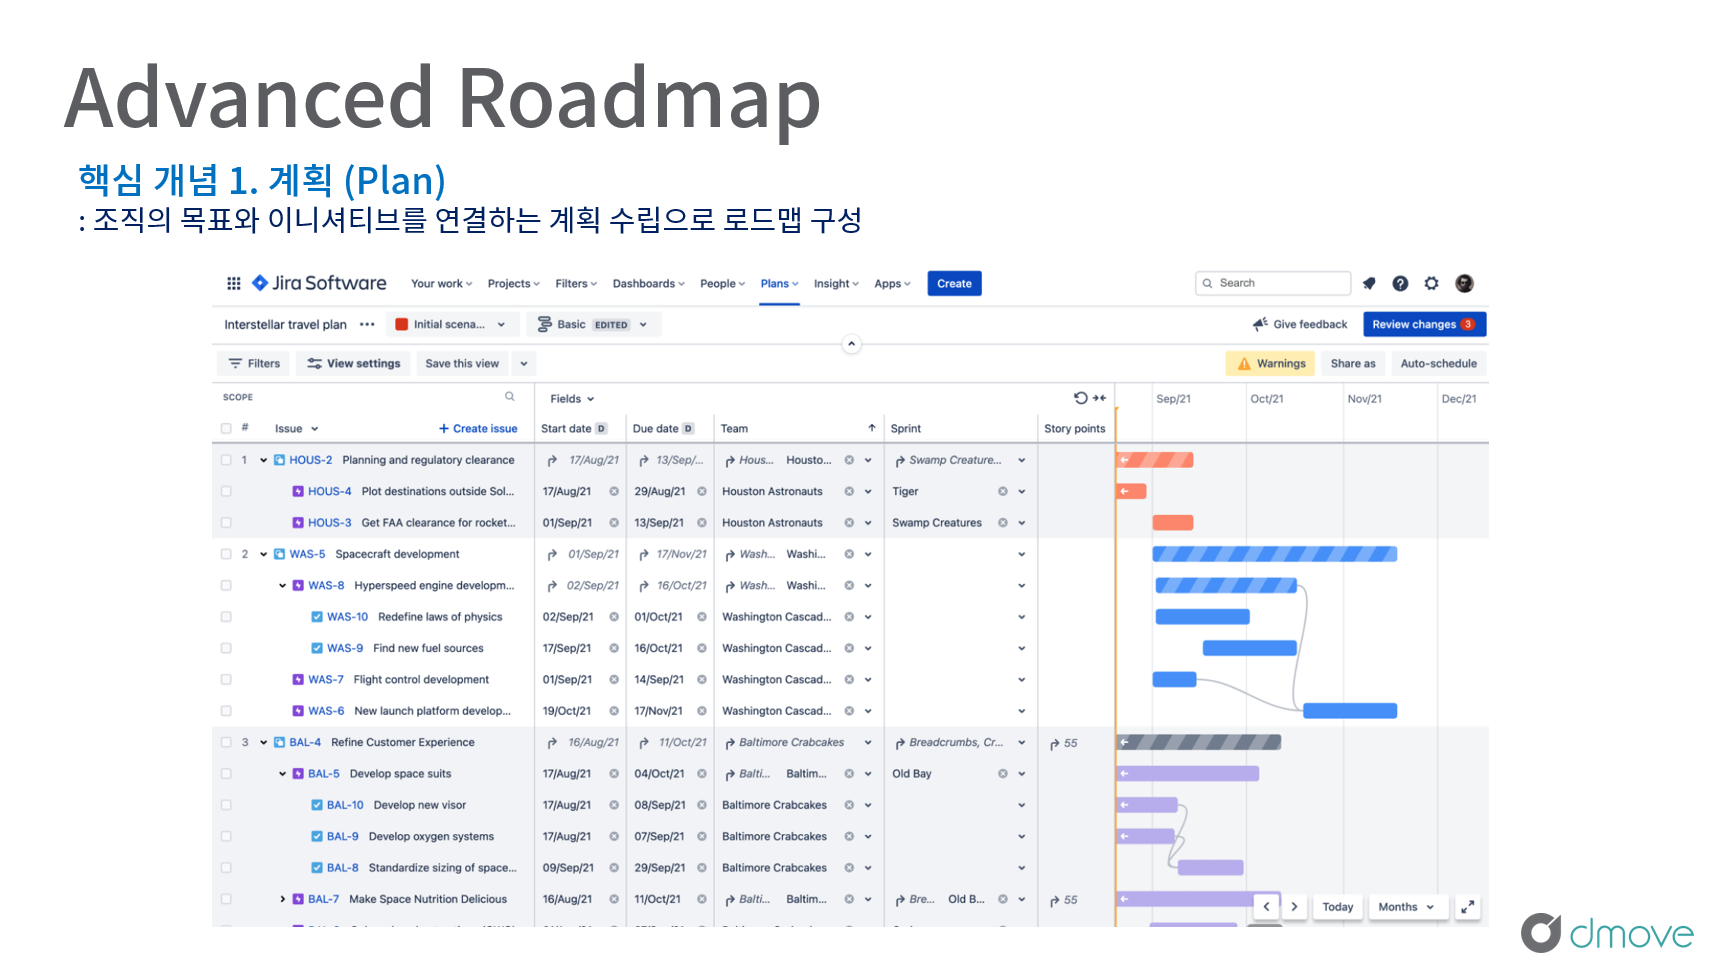 Advanced Roadmap
핵심 개념 1. 계획 (Plan)
: 조직의 목표와 이니셔티브를 연결하는 계획 수립으로 로드맵 구성
Jira Software Your work Projects Filters Dashboards People Plans Insight Apps Create Search
Interstellar travel plan ••• Initial scena... Basic EDITED Give feedback Review changes 3
Filters View settings Save this view Warnings Share as Auto-schedule
SCOPE Fields Sep/21 Oct/21 Nov/21 Dec/21
# Issue + Create issue Start date D Due date D Team Sprint Story points
1 HOUS-2 Planning and regulatory clearance 17/Aug/21 13/Sep/... Hous... Housto... Swamp Creature...
HOUS-4 Plot destinations outside Sol... 17/Aug/21 29/Aug/21 Houston Astronauts Tiger
HOUS-3 Get FAA clearance for rocket... 01/Sep/21 13/Sep/21 Houston Astronauts Swamp Creatures
2 WAS-5 Spacecraft development 01/Sep/21 17/Nov/21 Wash... Washi...
WAS-8 Hyperspeed engine developm... 02/Sep/21 16/Oct/21 Wash... Washi...
WAS-10 Redefine laws of physics 02/Sep/21 01/Oct/21 Washington Cascad...
WAS-9 Find new fuel sources 17/Sep/21 16/Oct/21 Washington Cascad...
WAS-7 Flight control development 01/Sep/21 14/Sep/21 Washington Cascad...
WAS-6 New launch platform develop... 19/Oct/21 17/Nov/21 Washington Cascad...
3 BAL-4 Refine Customer Experience 16/Aug/21 11/Oct/21 Baltimore Crabcakes Breadcrumbs, Cr... 55
BAL-5 Develop space suits 17/Aug/21 04/Oct/21 Balti... Baltim... Old Bay
BAL-10 Develop new visor 17/Aug/21 08/Sep/21 Baltimore Crabcakes
BAL-9 Develop oxygen systems 17/Aug/21 07/Sep/21 Baltimore Crabcakes
BAL-8 Standardize sizing of space... 09/Sep/21 29/Sep/21 Baltimore Crabcakes
BAL-7 Make Space Nutrition Delicious 16/Aug/21 11/Oct/21 Balti... Baltim... Bre... Old B... 55
Today Months
dmove